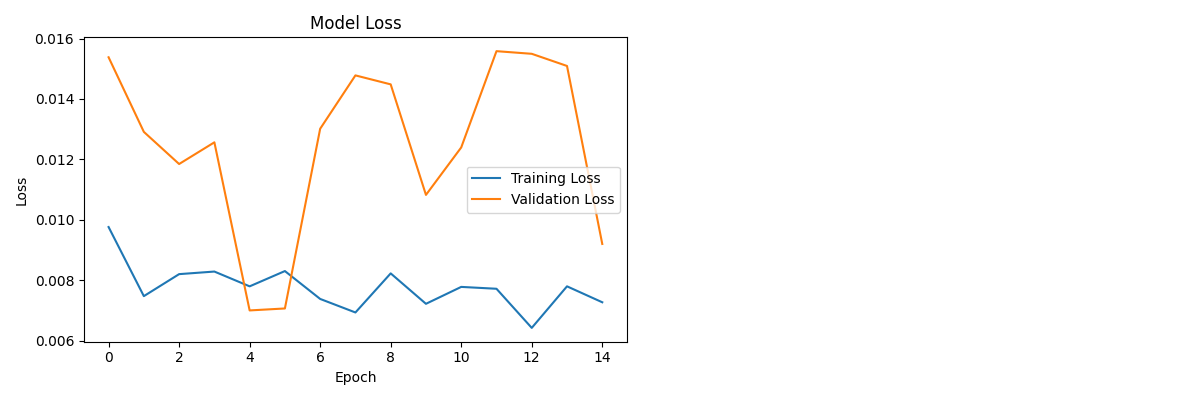 Model Loss
0.016
0.014
0.012
0.010
0.008
0.006
Loss
Training Loss
Validation Loss
0 2 4 6 8 10 12 14
Epoch